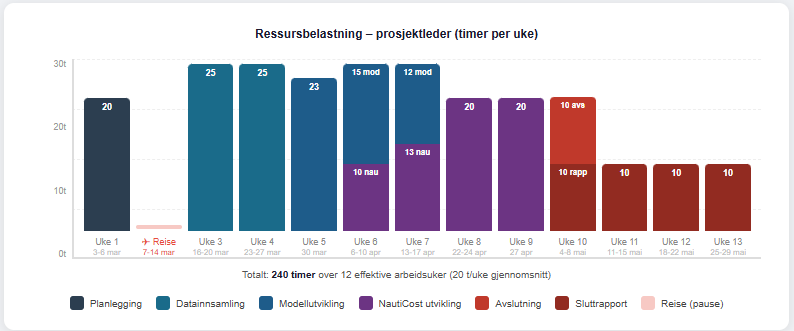 Ressursbelastning – prosjektleder (timer per uke)
30t
20t
10t
0t
20
25
25
23
15 mod
10 nau
12 mod
13 nau
20
20
10 avs
10 rapp
10
10
10
Uke 1
3-6 mar
✈ Reise
7-14 mar
Uke 3
16-20 mar
Uke 4
23-27 mar
Uke 5
30 mar
Uke 6
6-10 apr
Uke 7
13-17 apr
Uke 8
22-24 apr
Uke 9
27 apr
Uke 10
4-8 mai
Uke 11
11-15 mai
Uke 12
18-22 mai
Uke 13
25-29 mai
Totalt: 240 timer over 12 effektive arbeidsuker (20 t/uke gjennomsnitt)
Planlegging
Datainnsamling
Modellutvikling
NautiCost utvikling
Avslutning
Sluttrapport
Reise (pause)